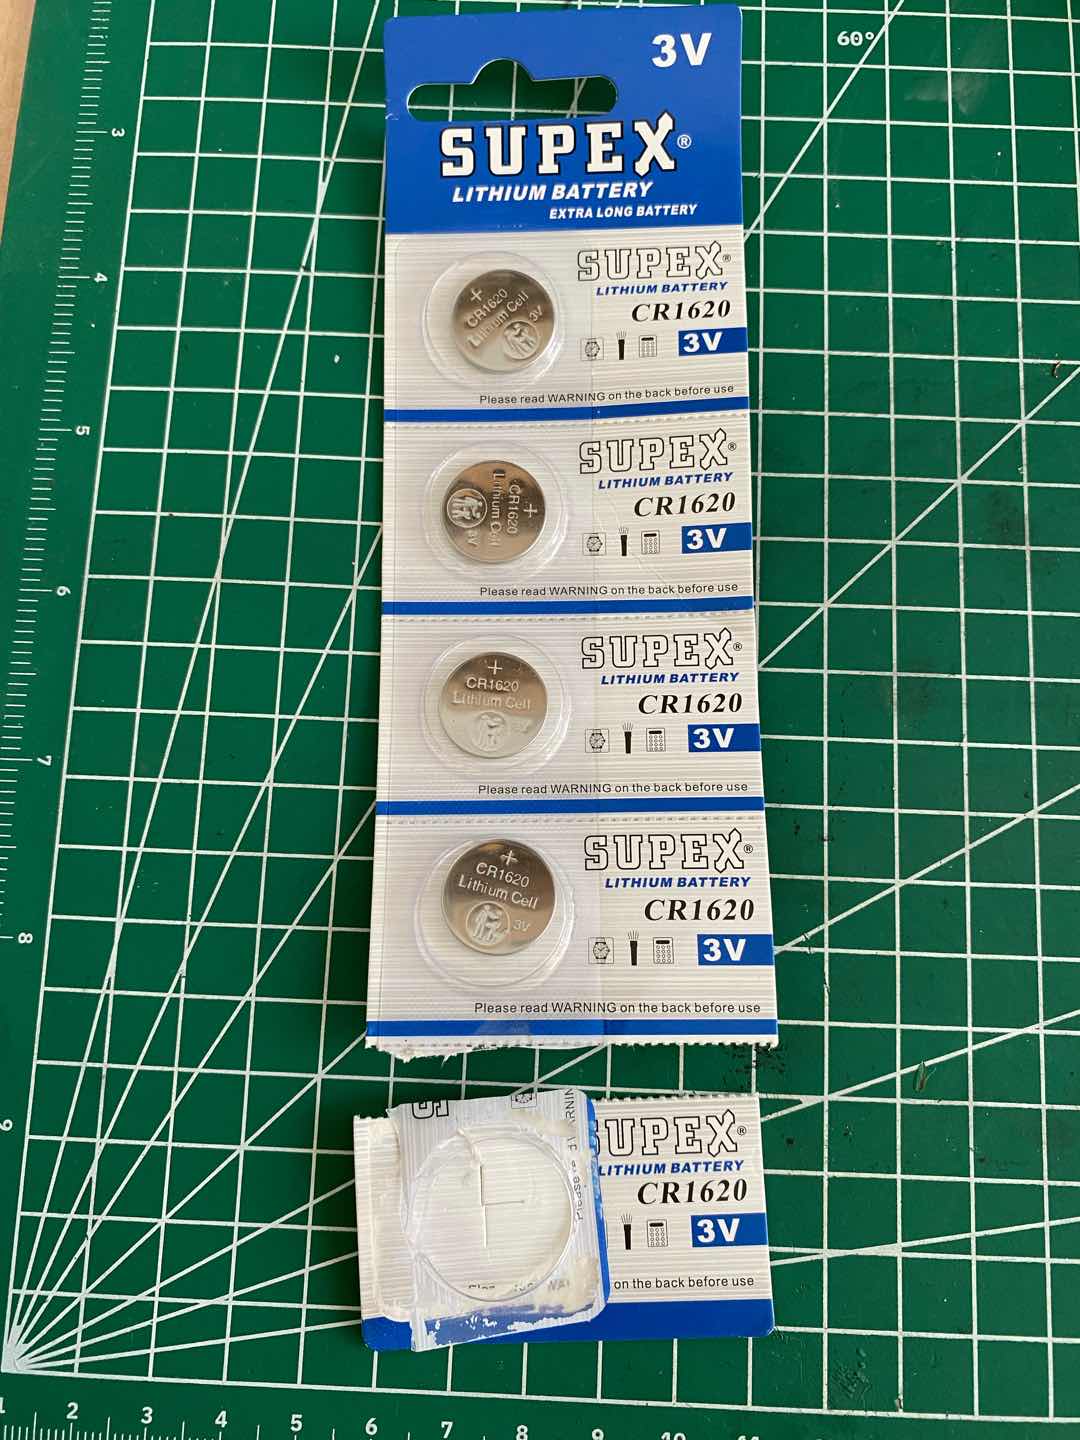 3V
60°
SUPEX®
LITHIUM BATTERY
EXTRA LONG BATTERY
SUPEX®
LITHIUM BATTERY
CR1620
3V
Please read WARNING on the back before use
+
CR1620
Lithium Cell
3V
SUPEX®
LITHIUM BATTERY
CR1620
3V
Please read WARNING on the back before use
+
CR1620
Lithium Cell
3V
SUPEX®
LITHIUM BATTERY
CR1620
3V
Please read WARNING on the back before use
+
CR1620
Lithium Cell
SUPEX®
LITHIUM BATTERY
CR1620
3V
Please read WARNING on the back before use
+
CR1620
Lithium Cell
3V
SUPEX®
LITHIUM BATTERY
CR1620
3V
on the back before use
Please
3
4
5
6
7
8
9
1 2 3 4 5 6 7 8 9 10 11